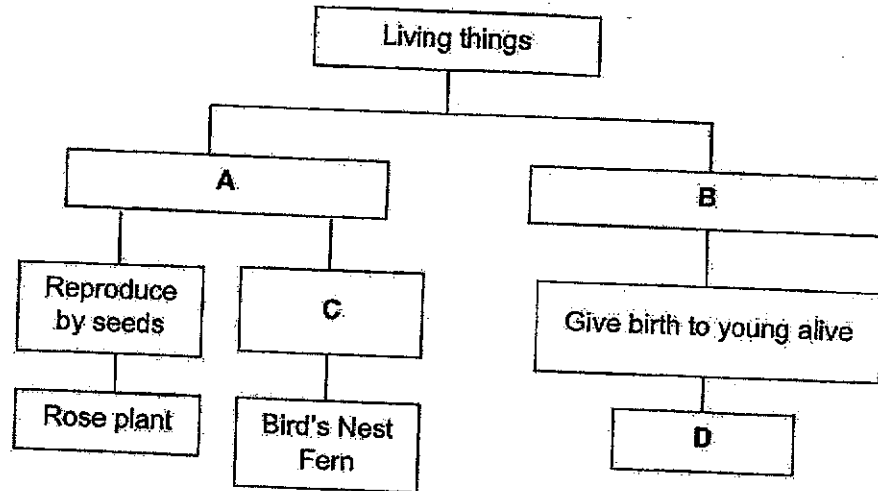 Living things
A
B
Reproduce
by seeds
C
Give birth to young alive
Rose plant
Bird's Nest
Fern
D